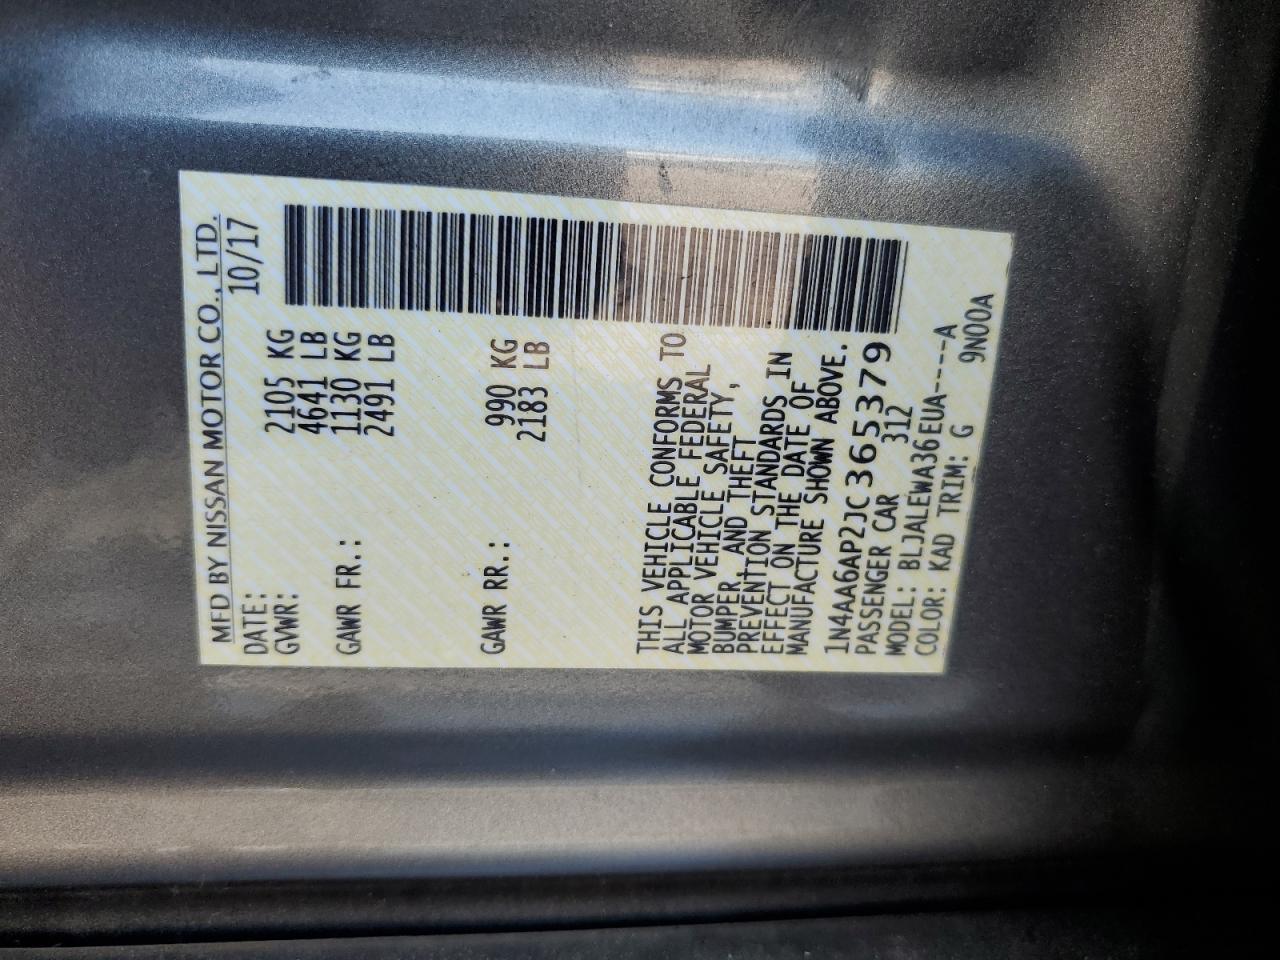 MFD BY NISSAN MOTOR CO., LTD.
DATE: 10/17
GVWR: 2105 KG
4641 LB
GAWR FR.: 1130 KG
2491 LB
GAWR RR.: 990 KG
2183 LB
THIS VEHICLE CONFORMS TO
ALL APPLICABLE FEDERAL
MOTOR VEHICLE SAFETY,
BUMPER, AND THEFT
PREVENTION STANDARDS IN
EFFECT ON THE DATE OF
MANUFACTURE SHOWN ABOVE.
1N4AA6AP2JC365379
PASSENGER CAR 312
MODEL: BLJALEWA36EUA----A
COLOR: KAD TRIM: G 9N00A